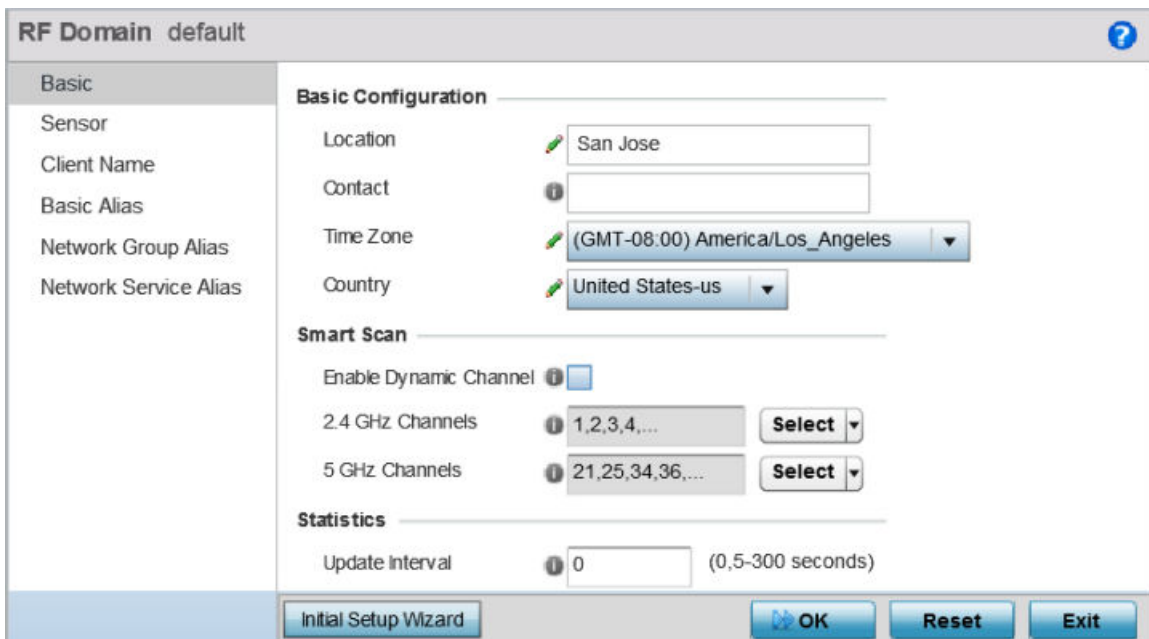 RF Domain default
?
Basic
Sensor
Client Name
Basic Alias
Network Group Alias
Network Service Alias
Basic Configuration
Location San Jose
Contact
Time Zone (GMT-08:00) America/Los_Angeles
Country United States-us
Smart Scan
Enable Dynamic Channel
2.4 GHz Channels 1,2,3,4,... Select
5 GHz Channels 21,25,34,36,... Select
Statistics
Update Interval 0 (0,5-300 seconds)
Initial Setup Wizard OK Reset Exit